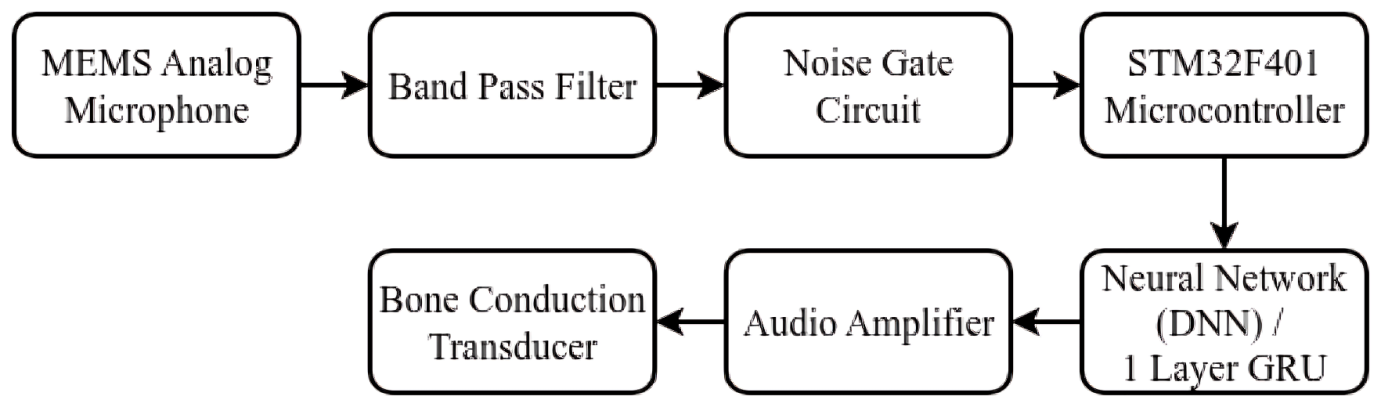 MEMS Analog
Microphone
Band Pass Filter
Noise Gate
Circuit
STM32F401
Microcontroller
Neural Network
(DNN) /
1 Layer GRU
Audio Amplifier
Bone Conduction
Transducer